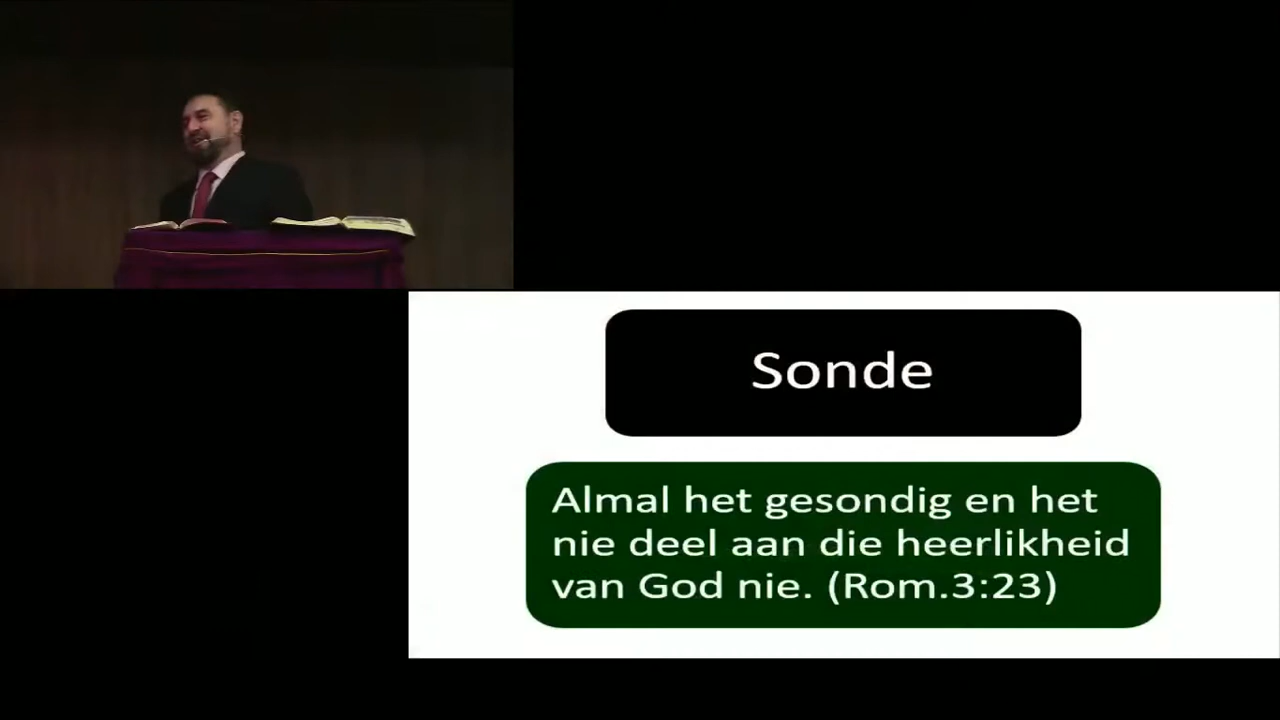 Sonde
Almal het gesondig en het
nie deel aan die heerlikheid
van God nie. (Rom.3:23)